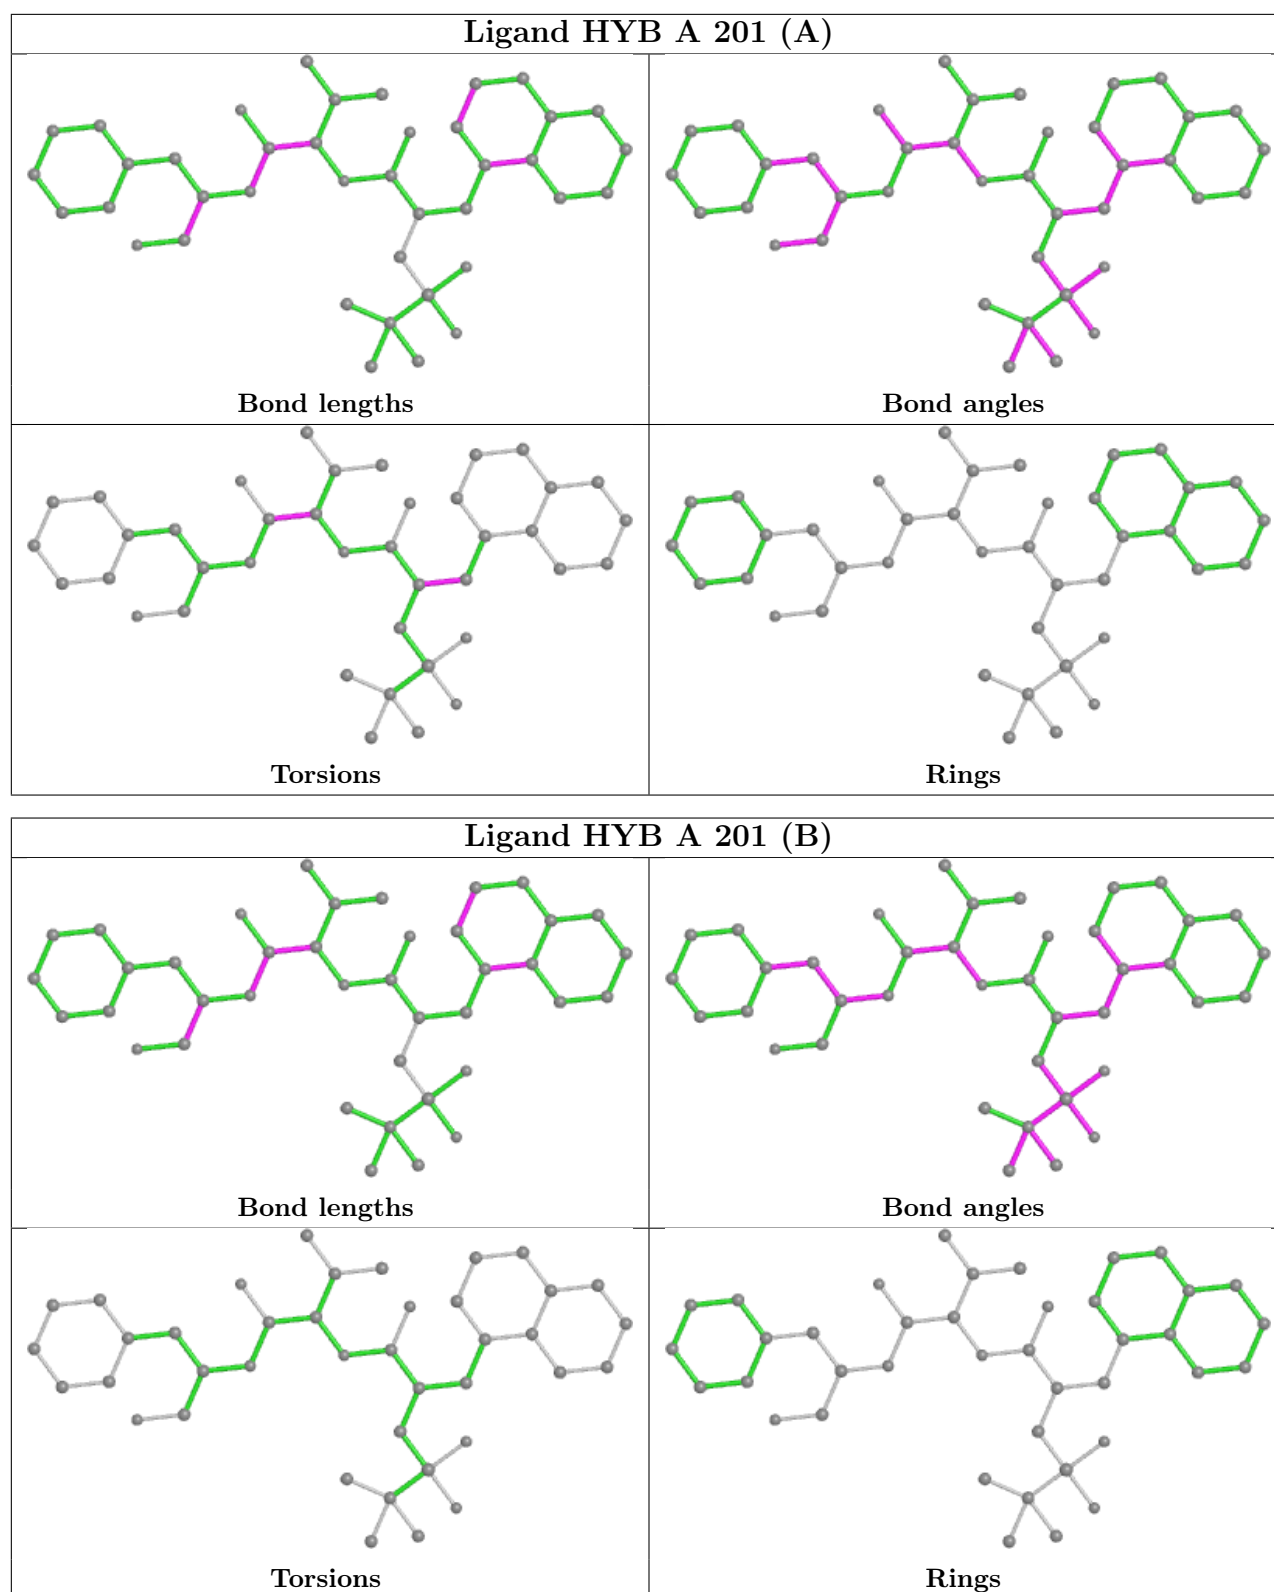 Ligand HYB A 201 (A)
Bond lengths
Bond angles
Torsions
Rings
Ligand HYB A 201 (B)
Bond lengths
Bond angles
Torsions
Rings